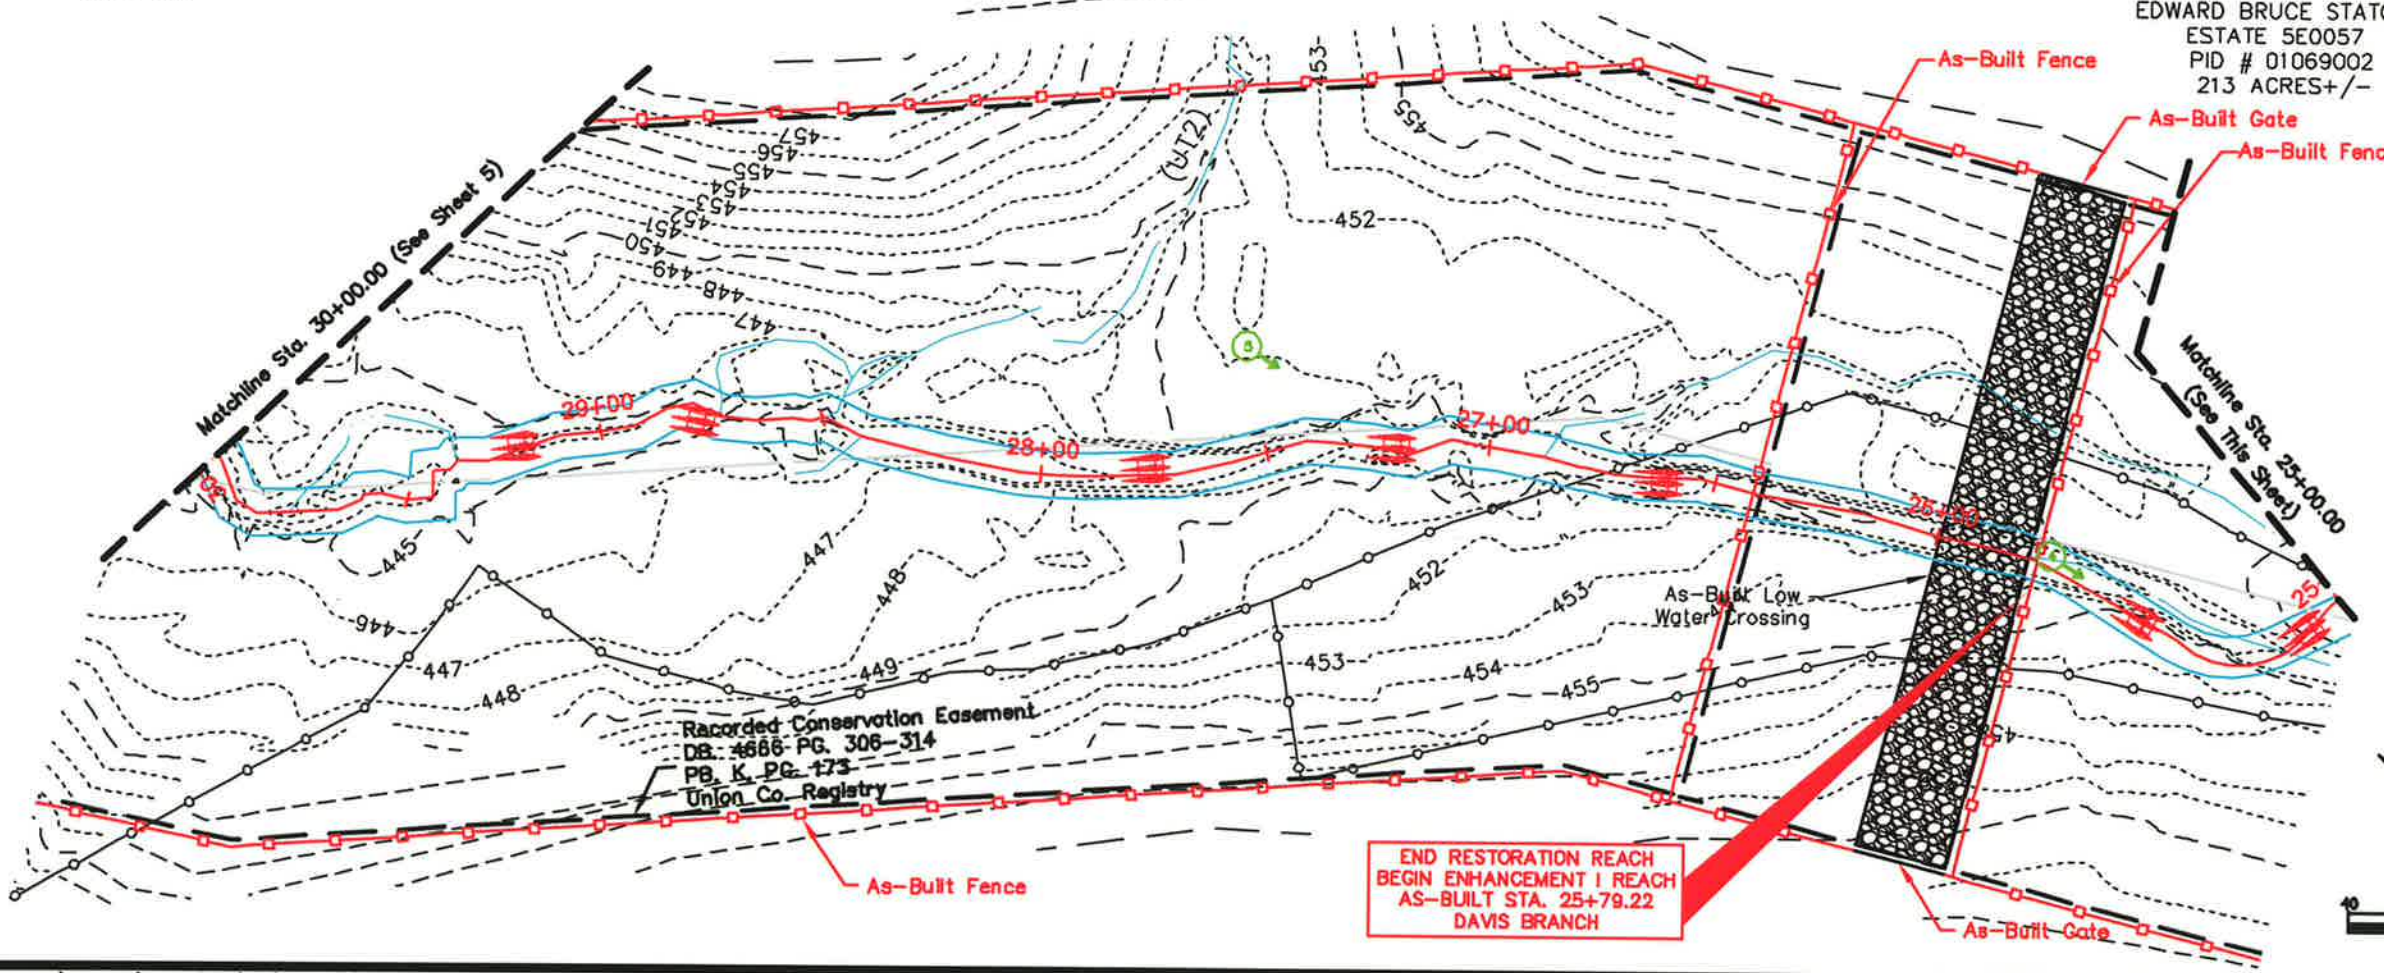 EDWARD BRUCE
ESTATE 5E0057
PID # 01069002
213 ACRES+/-
As-Built Fence
As-Built Gate
As-Built
453
455
457
456
455
454
453
452
451
450
449
448
447
(UT2)
452
Matchline Sta. 30+00.00 (See Sheet 5)
Matchline Sta. 25+00.00
(See This Sheet)
29+00
28+00
27+00
26+00
30
25
445
446
447
448
447
448
449
452
453
453
454
455
As-Built Low
Water Crossing
Racorded Conservation Easement
DB. 4666 PG. 306-314
PB. K, PG. 173
Union Co. Registry
As-Built Fence
END RESTORATION REACH
BEGIN ENHANCEMENT I REACH
AS-BUILT STA. 25+79.22
DAVIS BRANCH
As-Built Gate
40